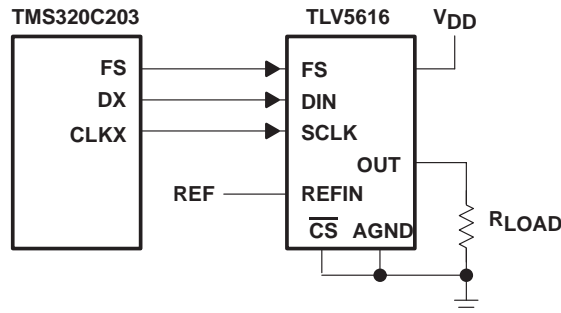 TMS320C203
TLV5616
VDD
FS
FS
DX
DIN
CLKX
SCLK
OUT
REF
REFIN
RLOAD
CS AGND